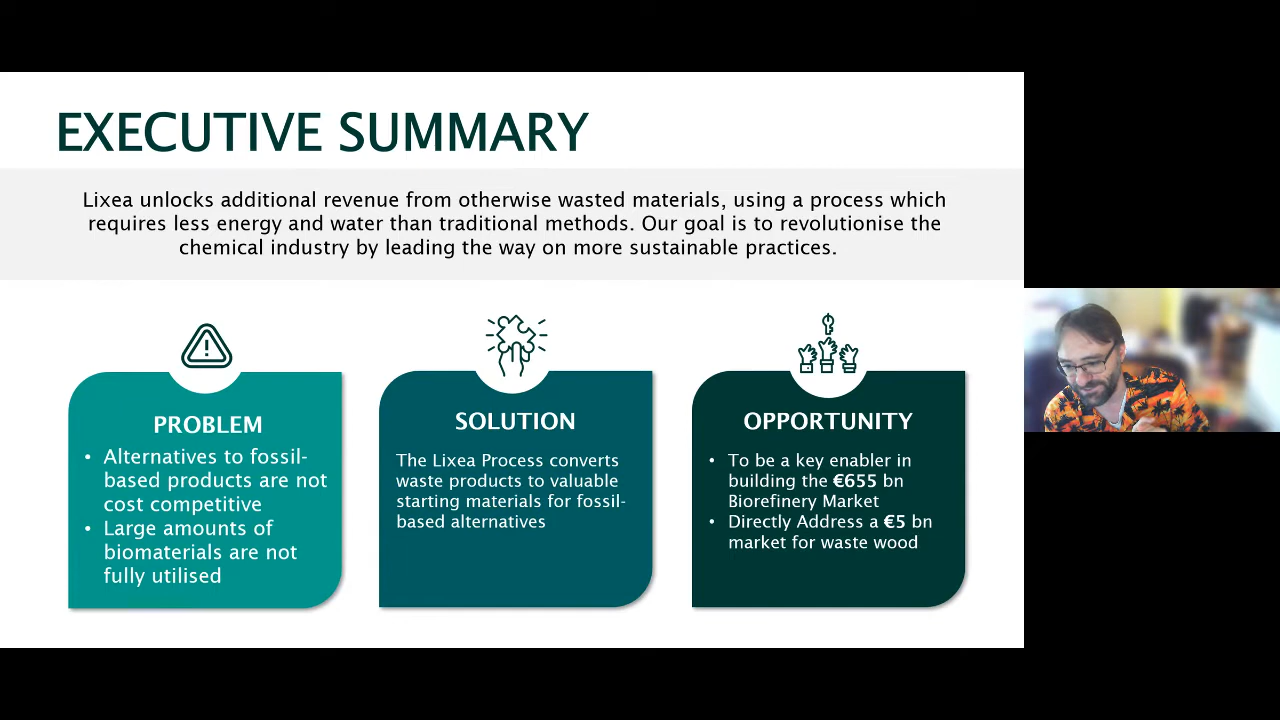 EXECUTIVE SUMMARY
Lixea unlocks additional revenue from otherwise wasted materials, using a process which
requires less energy and water than traditional methods. Our goal is to revolutionise the
chemical industry by leading the way on more sustainable practices.
PROBLEM
• Alternatives to fossil-
based products are not
cost competitive
• Large amounts of
biomaterials are not
fully utilised
SOLUTION
The Lixea Process converts
waste products to valuable
starting materials for fossil-
based alternatives
OPPORTUNITY
• To be a key enabler in
building the €655 bn
Biorefinery Market
• Directly Address a €5 bn
market for waste wood